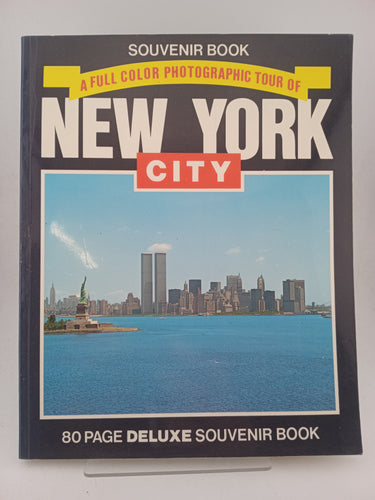 SOUVENIR BOOK
A FULL COLOR PHOTOGRAPHIC TOUR OF
NEW YORK
CITY
80 PAGE DELUXE SOUVENIR BOOK